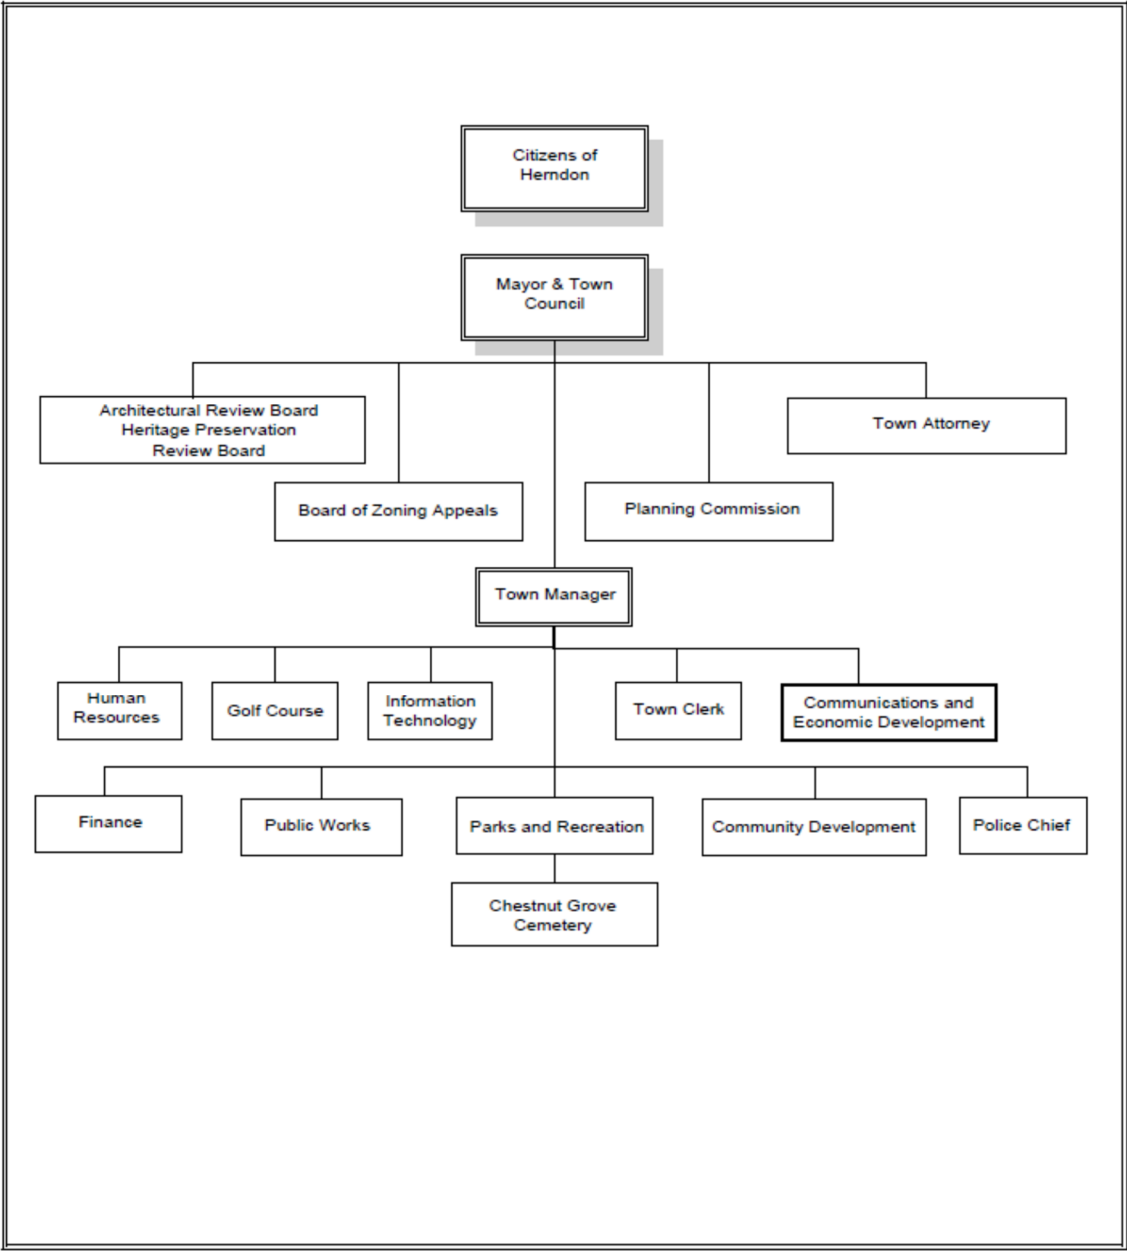 Citizens of
Herndon
Mayor & Town
Council
Architectural Review Board
Heritage Preservation
Review Board
Town Attorney
Board of Zoning Appeals
Planning Commission
Town Manager
Human
Resources
Golf Course
Information
Technology
Town Clerk
Communications and
Economic Development
Finance
Public Works
Parks and Recreation
Community Development
Police Chief
Chestnut Grove
Cemetery